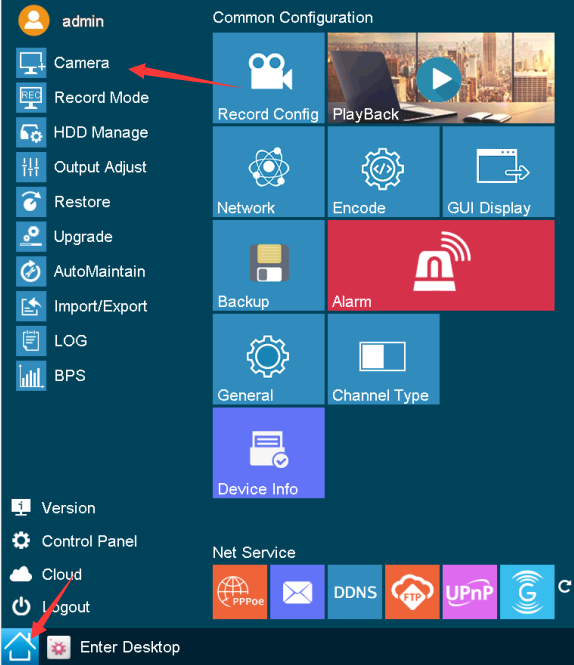 admin
Camera
REC
Record Mode
HDD Manage
Output Adjust
Restore
Upgrade
AutoMaintain
Import/Export
LOG
BPS
Common Configuration
Record Config
PlayBack
Network
Encode
GUI Display
Backup
Alarm
General
Channel Type
Device Info
Version
Control Panel
Cloud
Logout
Net Service
PPPoe
DDNS
FTP
UPnP
G
Enter Desktop